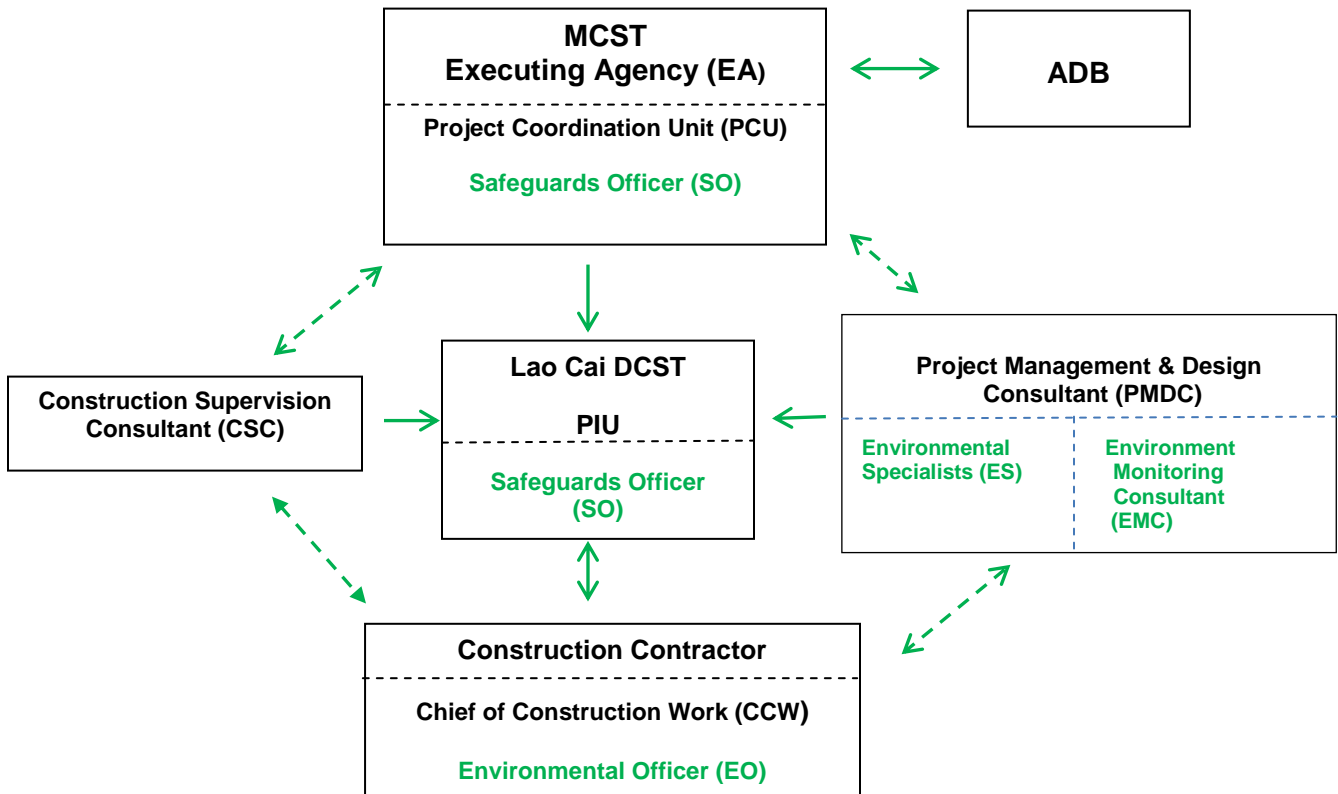 MCST
Executing Agency (EA)
Project Coordination Unit (PCU)
Safeguards Officer (SO)
ADB
Lao Cai DCST
PIU
Safeguards Officer
(SO)
Construction Supervision
Consultant (CSC)
Project Management & Design
Consultant (PMDC)
Environmental
Specialists (ES)
Environment
Monitoring
Consultant
(EMC)
Construction Contractor
Chief of Construction Work (CCW)
Environmental Officer (EO)